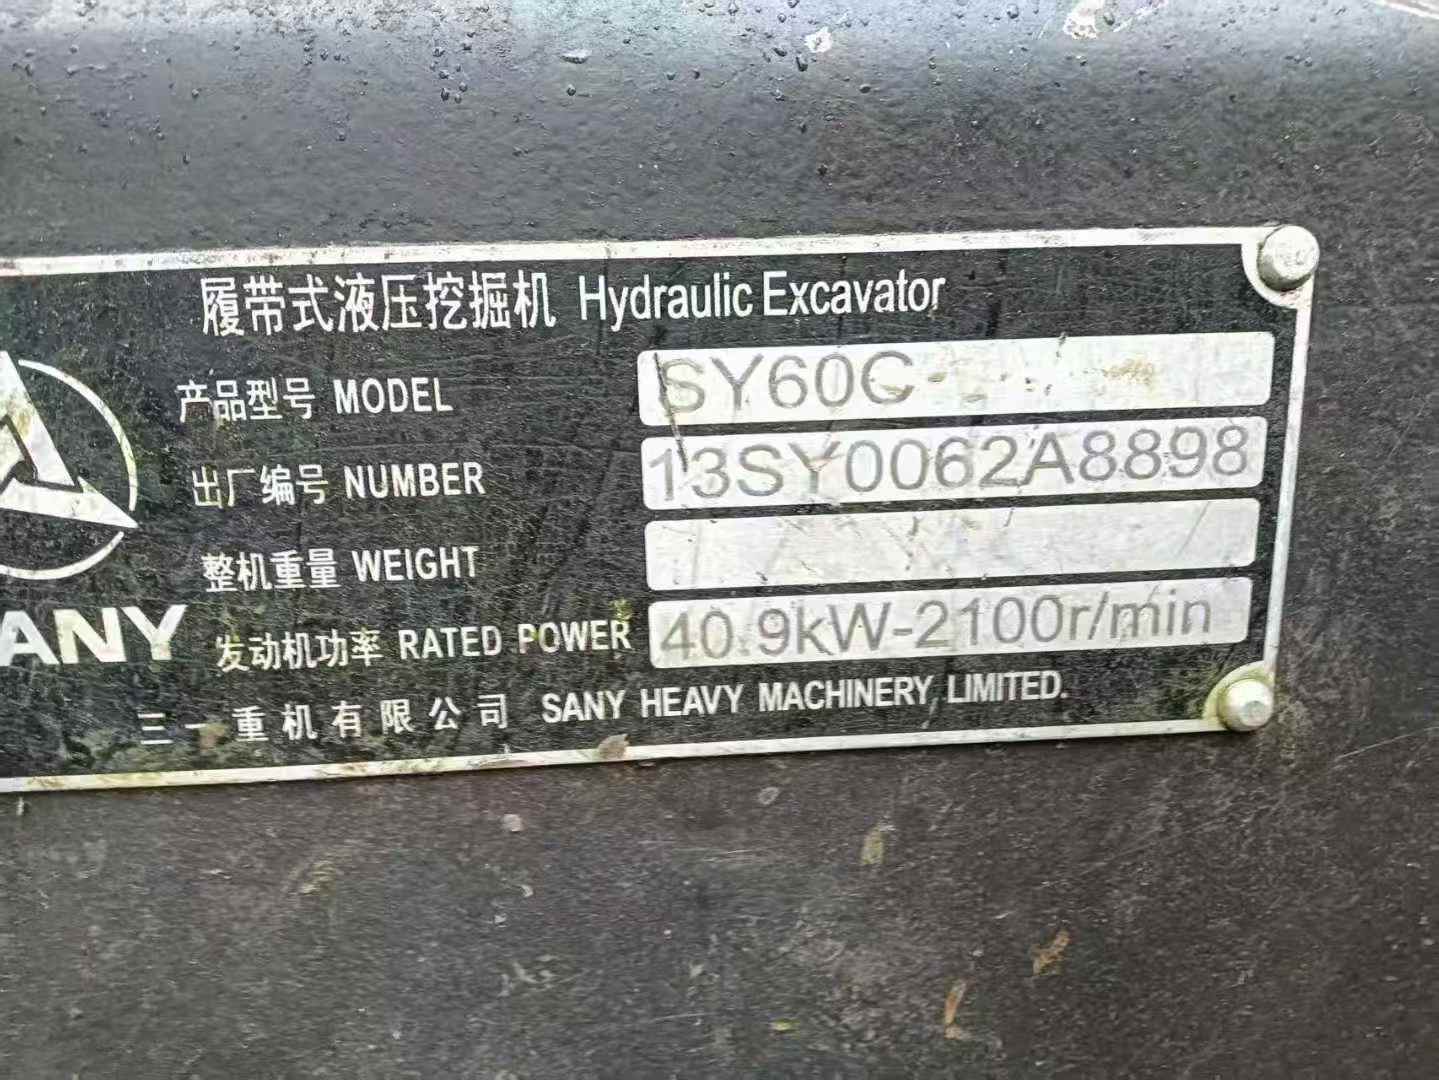 履带式液压挖掘机 Hydraulic Excavator
产品型号 MODEL SY60C
出厂编号 NUMBER 13SY0062A8898
整机重量 WEIGHT
发动机功率 RATED POWER 40.9kW-2100r/min
ANY
三一重机有限公司 SANY HEAVY MACHINERY LIMITED.